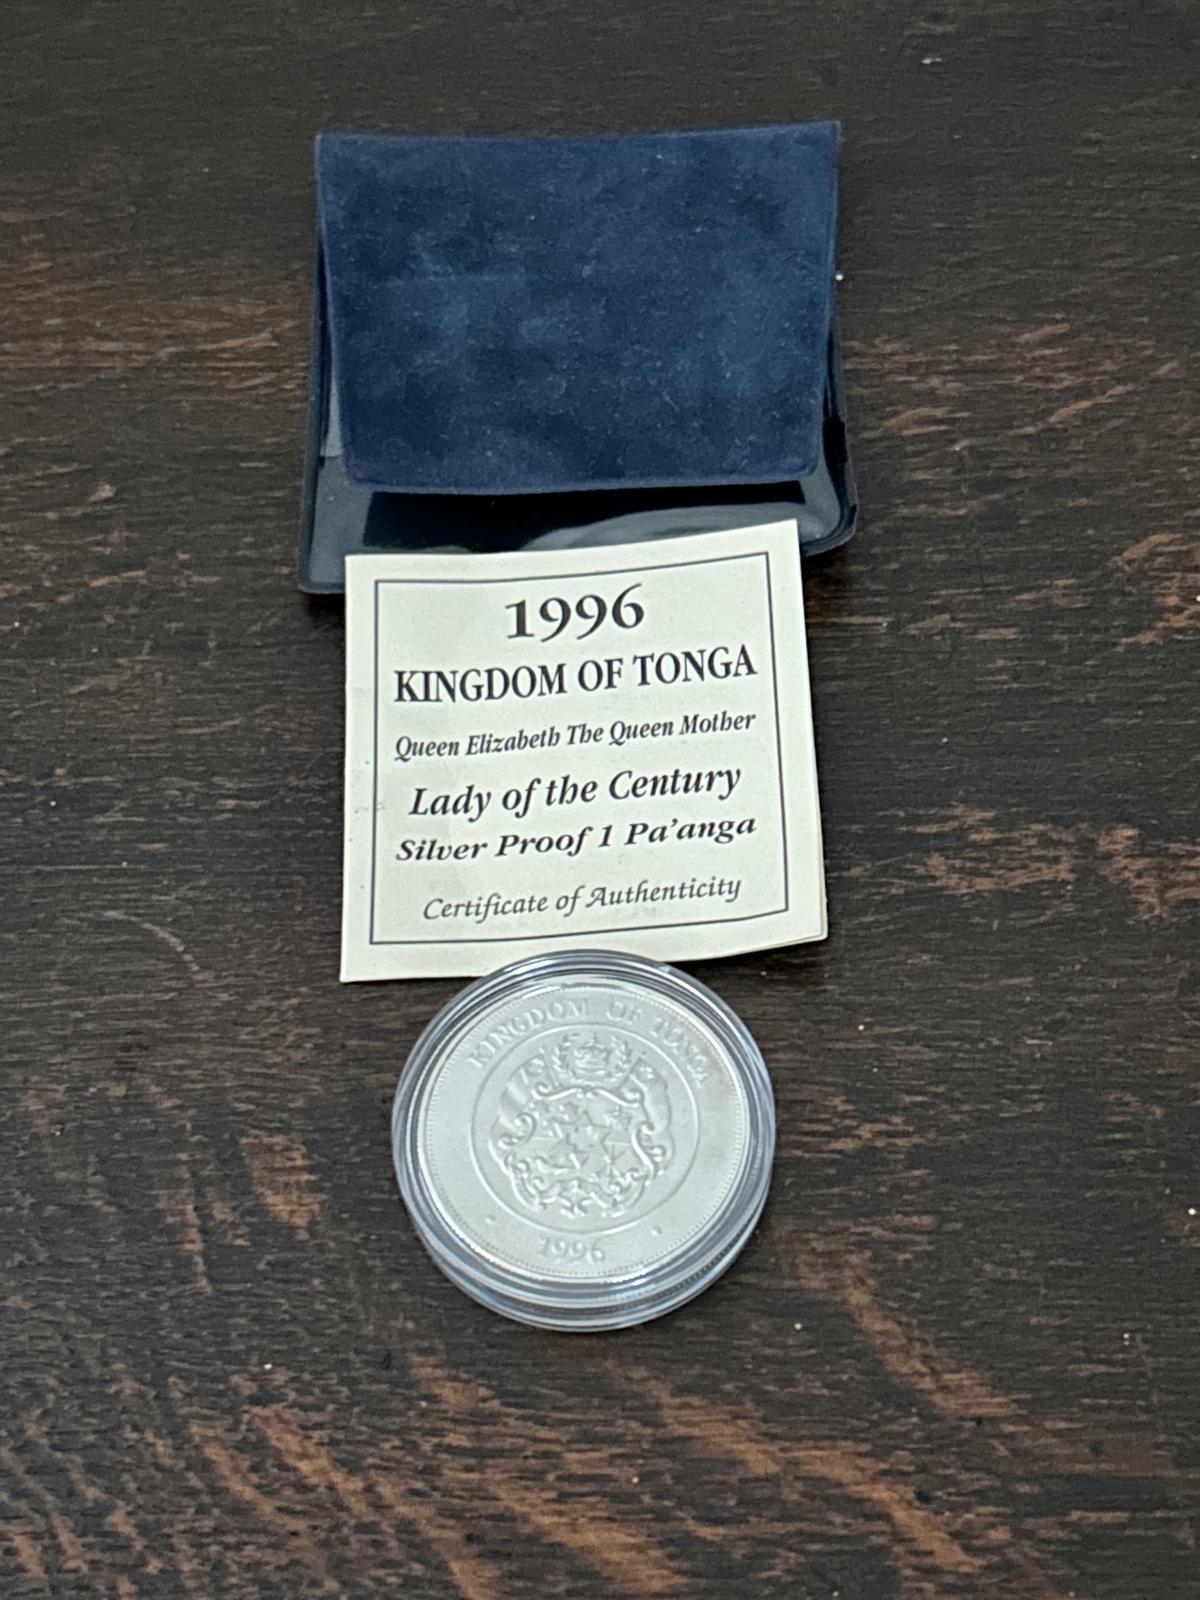 1996
KINGDOM OF TONGA
Queen Elizabeth The Queen Mother
Lady of the Century
Silver Proof 1 Pa'anga
Certificate of Authenticity
KINGDOM OF TONGA
1996